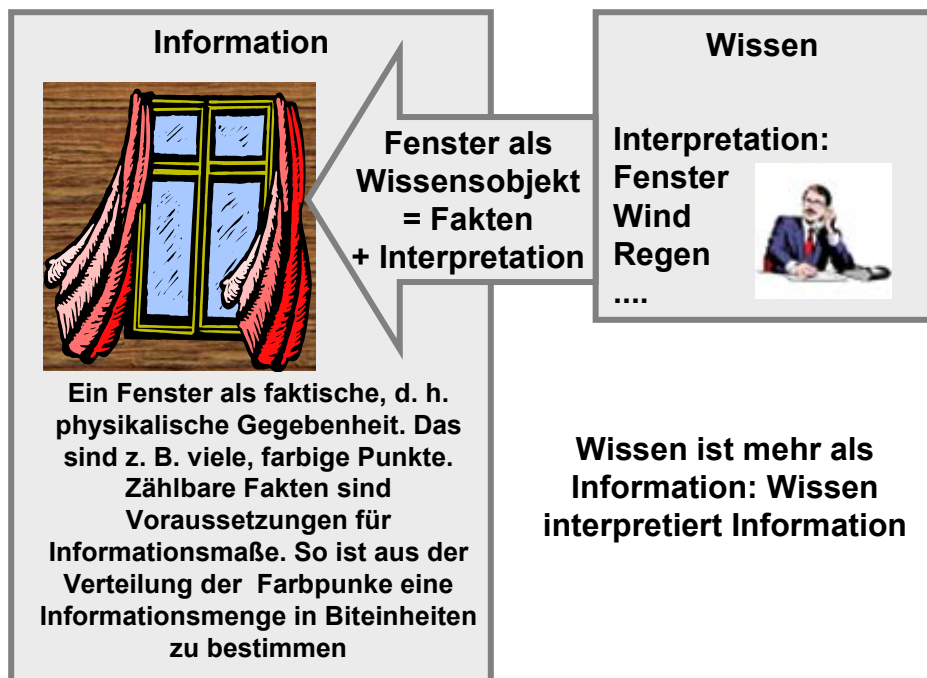 Information
Ein Fenster als faktische, d. h.
physikalische Gegebenheit. Das
sind z. B. viele, farbige Punkte.
Zählbare Fakten sind
Voraussetzungen für
Informationsmaße. So ist aus der
Verteilung der Farbpunke eine
Informationsmenge in Biteinheiten
zu bestimmen
Fenster als
Wissensobjekt
= Fakten
+ Interpretation
Wissen
Interpretation:
Fenster
Wind
Regen
....
Wissen ist mehr als
Information: Wissen
interpretiert Information